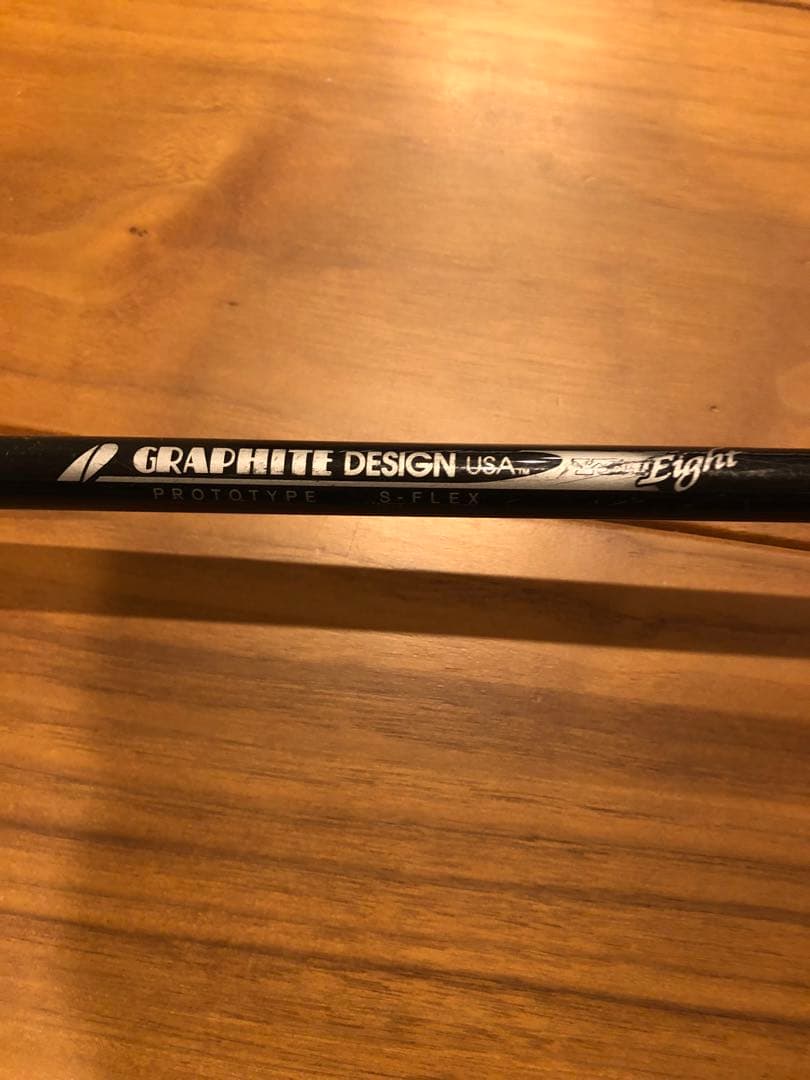 GRAPHITE DESIGN USA™ Eight
PROTOTYPE S-FLEX